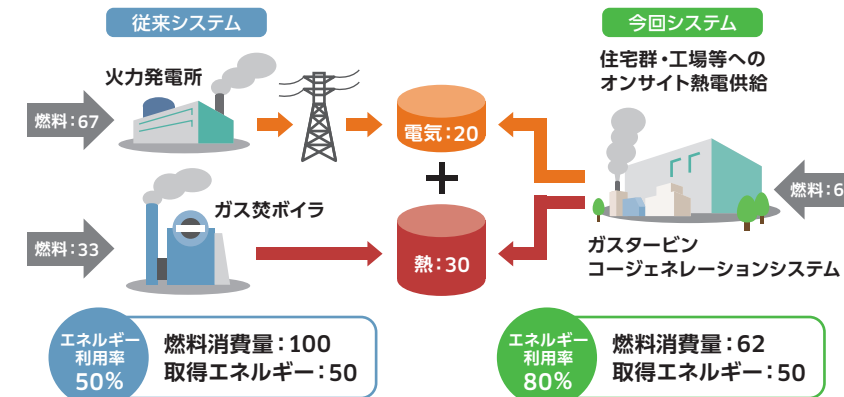 従来システム
今回システム
火力発電所
住宅群・工場等への
オンサイト熱電供給
燃料:67
電気:20
+
燃料:6
燃料:33
ガス焚ボイラ
熱:30
ガスタービン
コージェネレーションシステム
エネルギー
利用率
50%
燃料消費量:100
取得エネルギー:50
エネルギー
利用率
80%
燃料消費量:62
取得エネルギー:50